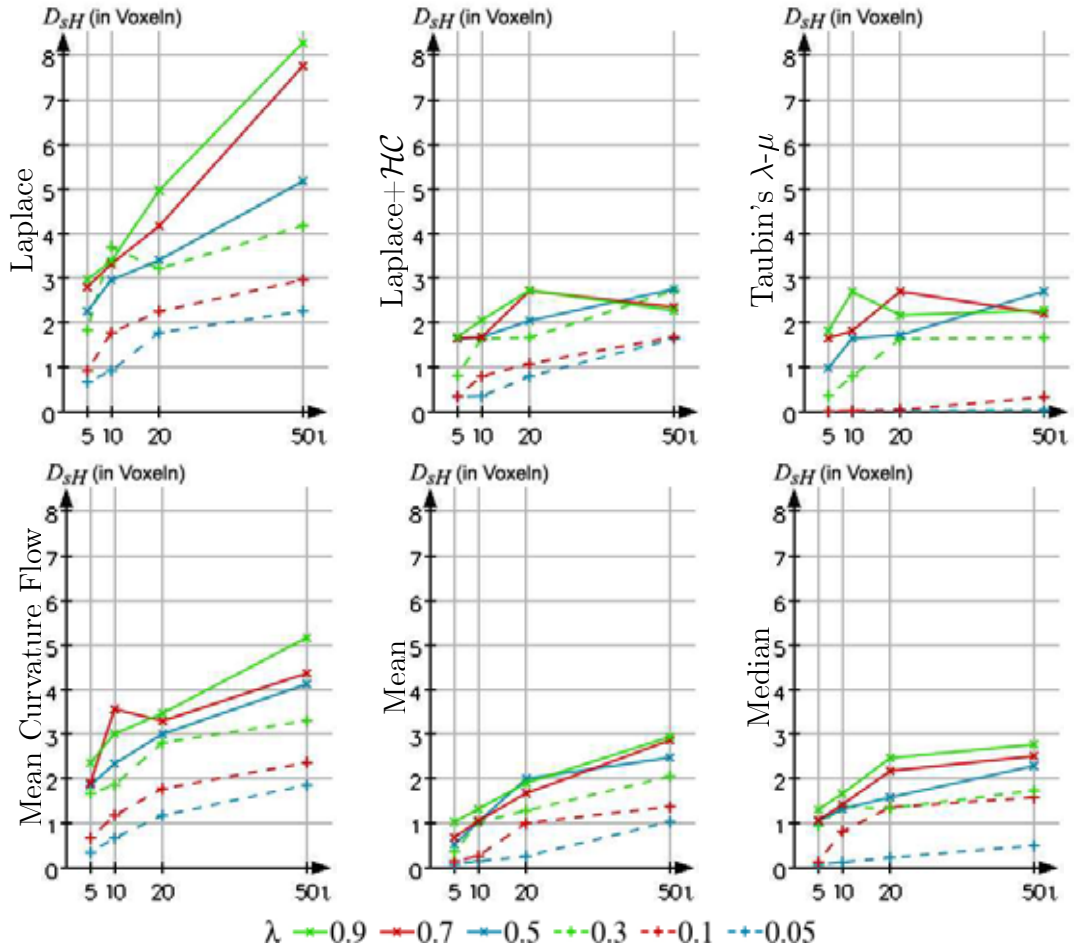 D_sH (in Voxeln)
8
7
6
5
4
3
2
1
0
5 10 20 50 ι
Laplace
D_sH (in Voxeln)
8
7
6
5
4
3
2
1
0
5 10 20 50 ι
Laplace+HC
D_sH (in Voxeln)
8
7
6
5
4
3
2
1
0
5 10 20 50 ι
Taubin's λ-μ
D_sH (in Voxeln)
8
7
6
5
4
3
2
1
0
5 10 20 50 ι
Mean Curvature Flow
D_sH (in Voxeln)
8
7
6
5
4
3
2
1
0
5 10 20 50 ι
Mean
D_sH (in Voxeln)
8
7
6
5
4
3
2
1
0
5 10 20 50 ι
Median
λ 0.9 0.7 0.5 0.3 0.1 0.05